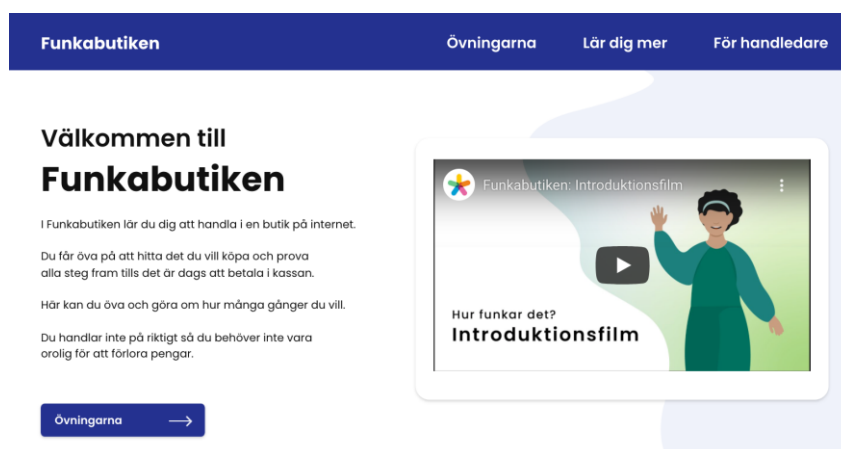 Funkabutiken
Övningarna
Lär dig mer
För handledare
Välkommen till
Funkabutiken
I Funkabutiken lär du dig att handla i en butik på internet.
Du får öva på att hitta det du vill köpa och prova
alla steg fram tills det är dags att betala i kassan.
Här kan du öva och göra om hur många gånger du vill.
Du handlar inte på riktigt så du behöver inte vara
orolig för att förlora pengar.
Övningarna
Funkabutiken: Introduktionsfilm
Hur funkar det?
Introduktionsfilm